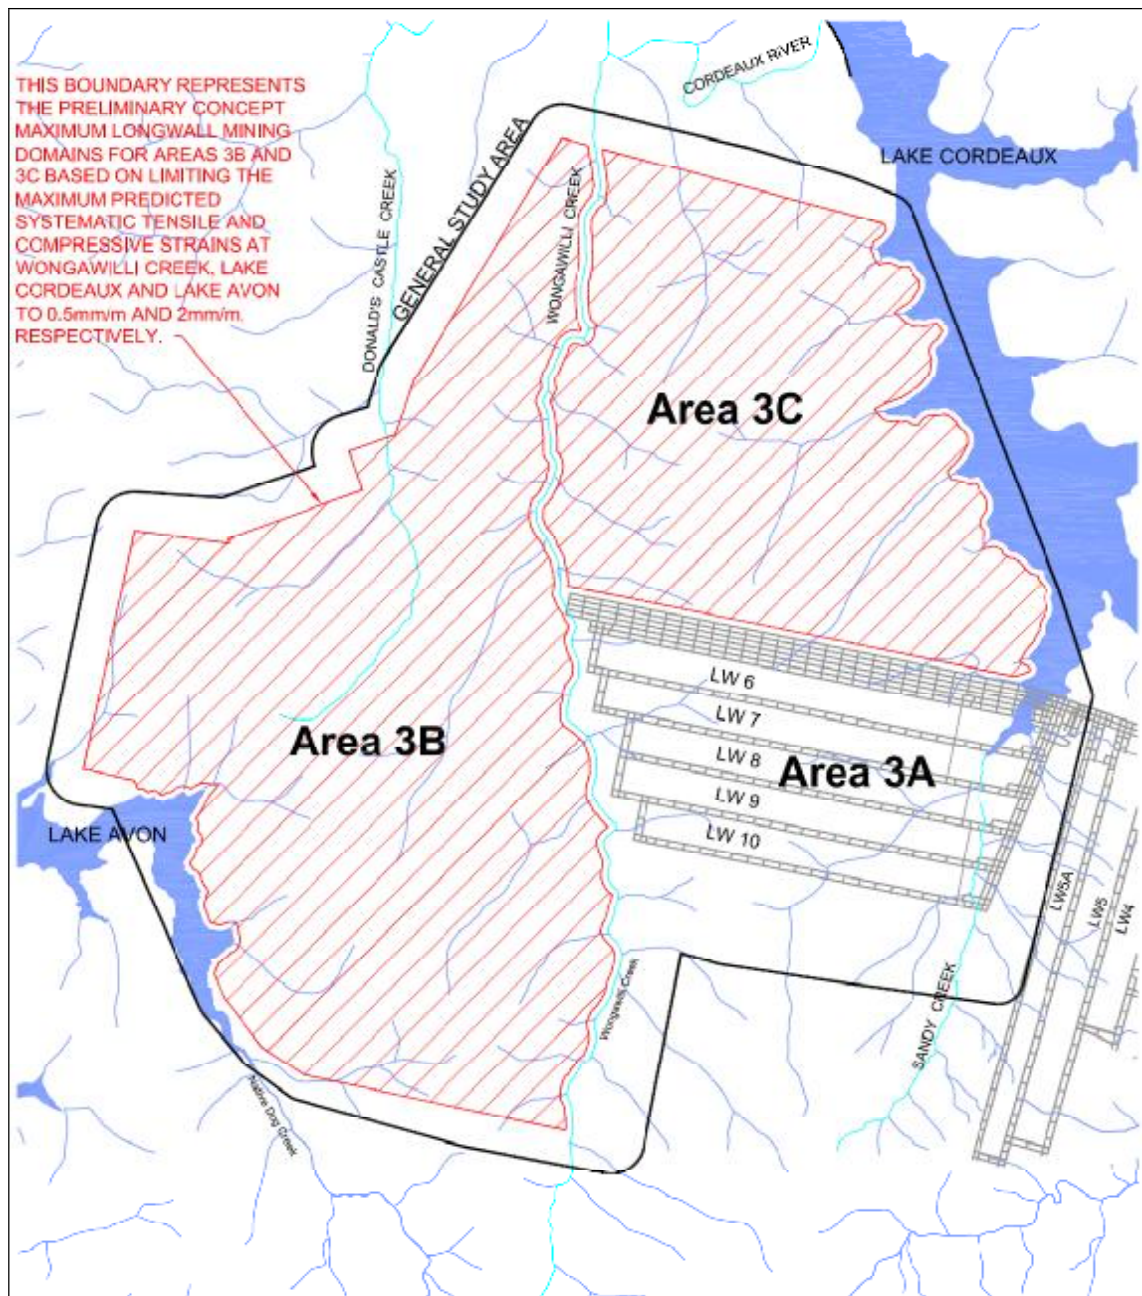 THIS BOUNDARY REPRESENTS
THE PRELIMINARY CONCEPT
MAXIMUM LONGWALL MINING
DOMAINS FOR AREAS 3B AND
3C BASED ON LIMITING THE
MAXIMUM PREDICTED
SYSTEMATIC TENSILE AND
COMPRESSIVE STRAINS AT
WONGAWILLI CREEK, LAKE
CORDEAUX AND LAKE AVON
TO 0.5mm/m AND 2mm/m
RESPECTIVELY.
CORDEAUX RIVER
LAKE CORDEAUX
GENERAL STUDY AREA
DONALD'S CASTLE CREEK
WONGAWILLI CREEK
Area 3C
LW 6
LW 7
LW 8
LW 9
LW 10
Area 3A
Area 3B
LAKE AVON
LW5A
LW5
LW4
SANDY CREEK
Wongawilli Creek
Native Dog Creek